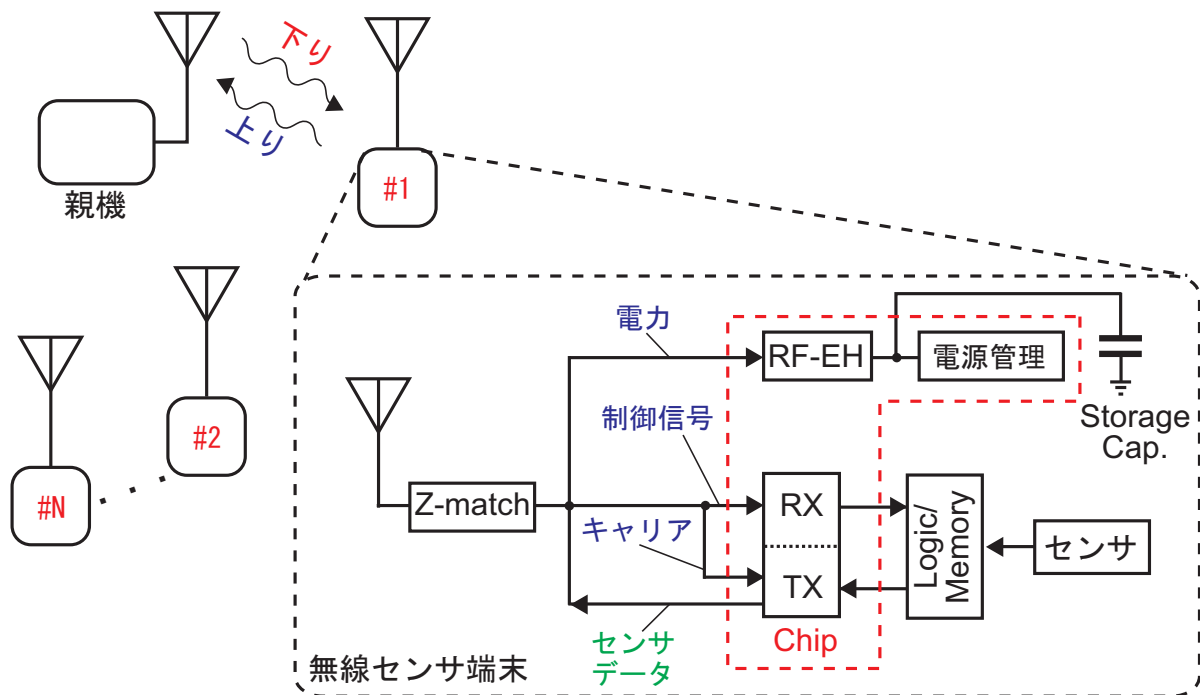 下り
上り
親機
#1
#2
#N
電力
RF-EH
電源管理
Storage
Cap.
制御信号
Z-match
キャリア
RX
TX
Logic/
Memory
センサ
センサ
データ
Chip
無線センサ端末